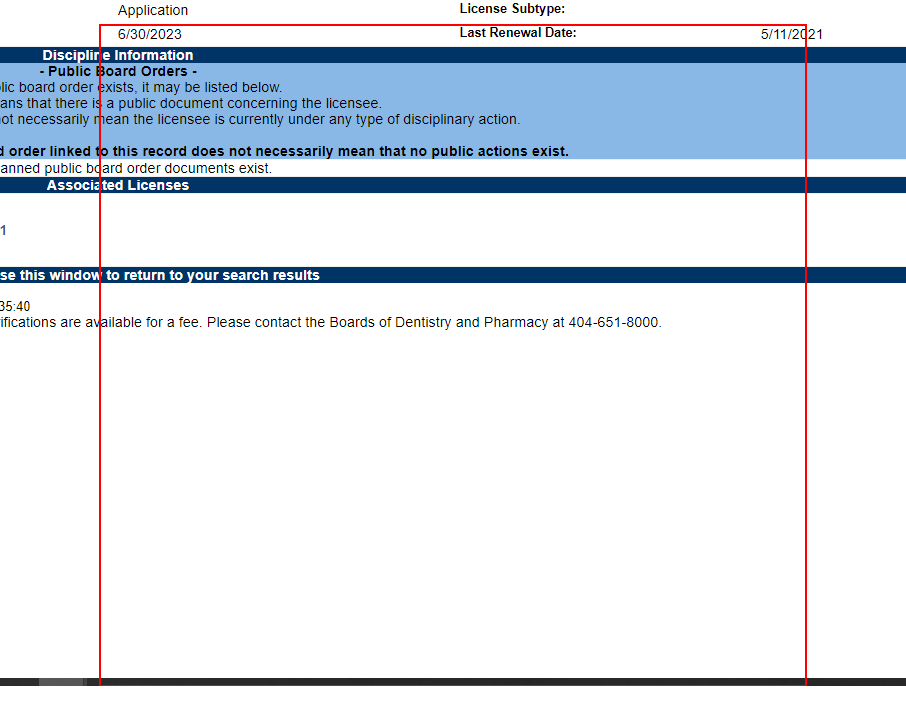 Application License Subtype:
6/30/2023 Last Renewal Date: 5/11/2021
Discipline Information
- Public Board Orders -
lic board order exists, it may be listed below.
ans that there is a public document concerning the licensee.
ot necessarily mean the licensee is currently under any type of disciplinary action.
d order linked to this record does not necessarily mean that no public actions exist.
anned public board order documents exist.
Associated Licenses
1
se this window to return to your search results
35:40
ifications are available for a fee. Please contact the Boards of Dentistry and Pharmacy at 404-651-8000.